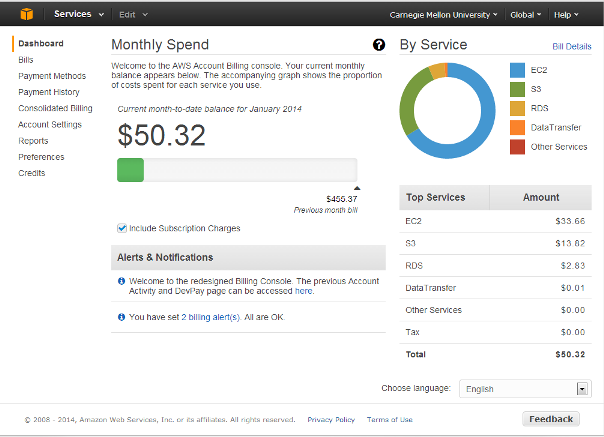 Services Edit Carnegie Mellon University Global Help
Dashboard
Bills
Payment Methods
Payment History
Consolidated Billing
Account Settings
Reports
Preferences
Credits
Monthly Spend ?
Welcome to the AWS Account Billing console. Your current monthly
balance appears below. The accompanying graph shows the proportion
of costs spent for each service you use.
Current month-to-date balance for January 2014
$50.32
$455.37
Previous month bill
Include Subscription Charges
Alerts & Notifications
Welcome to the redesigned Billing Console. The previous Account
Activity and DevPay page can be accessed here.
You have set 2 billing alert(s). All are OK.
By Service Bill Details
EC2
S3
RDS
DataTransfer
Other Services
Top Services Amount
EC2 $33.66
S3 $13.82
RDS $2.83
DataTransfer $0.01
Other Services $0.00
Tax $0.00
Total $50.32
Choose language: English
© 2008 - 2014, Amazon Web Services, Inc. or its affiliates. All rights reserved. Privacy Policy Terms of Use Feedback